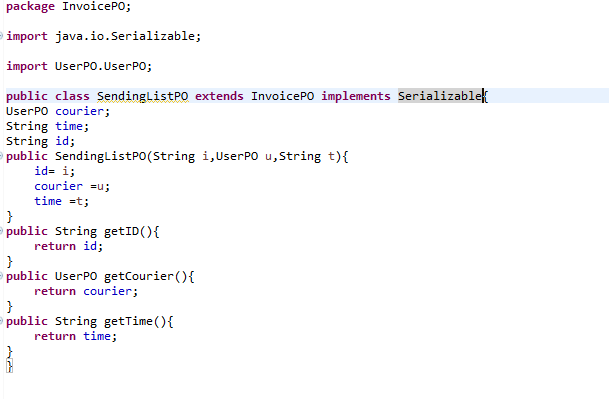 package InvoicePO;
import java.io.Serializable;
import UserPO.UserPO;
public class SendingListPO extends InvoicePO implements Serializable{
UserPO courier;
String time;
String id;
public SendingListPO(String i,UserPO u,String t){
    id= i;
    courier =u;
    time =t;
}
public String getID(){
    return id;
}
public UserPO getCourier(){
    return courier;
}
public String getTime(){
    return time;
}
}